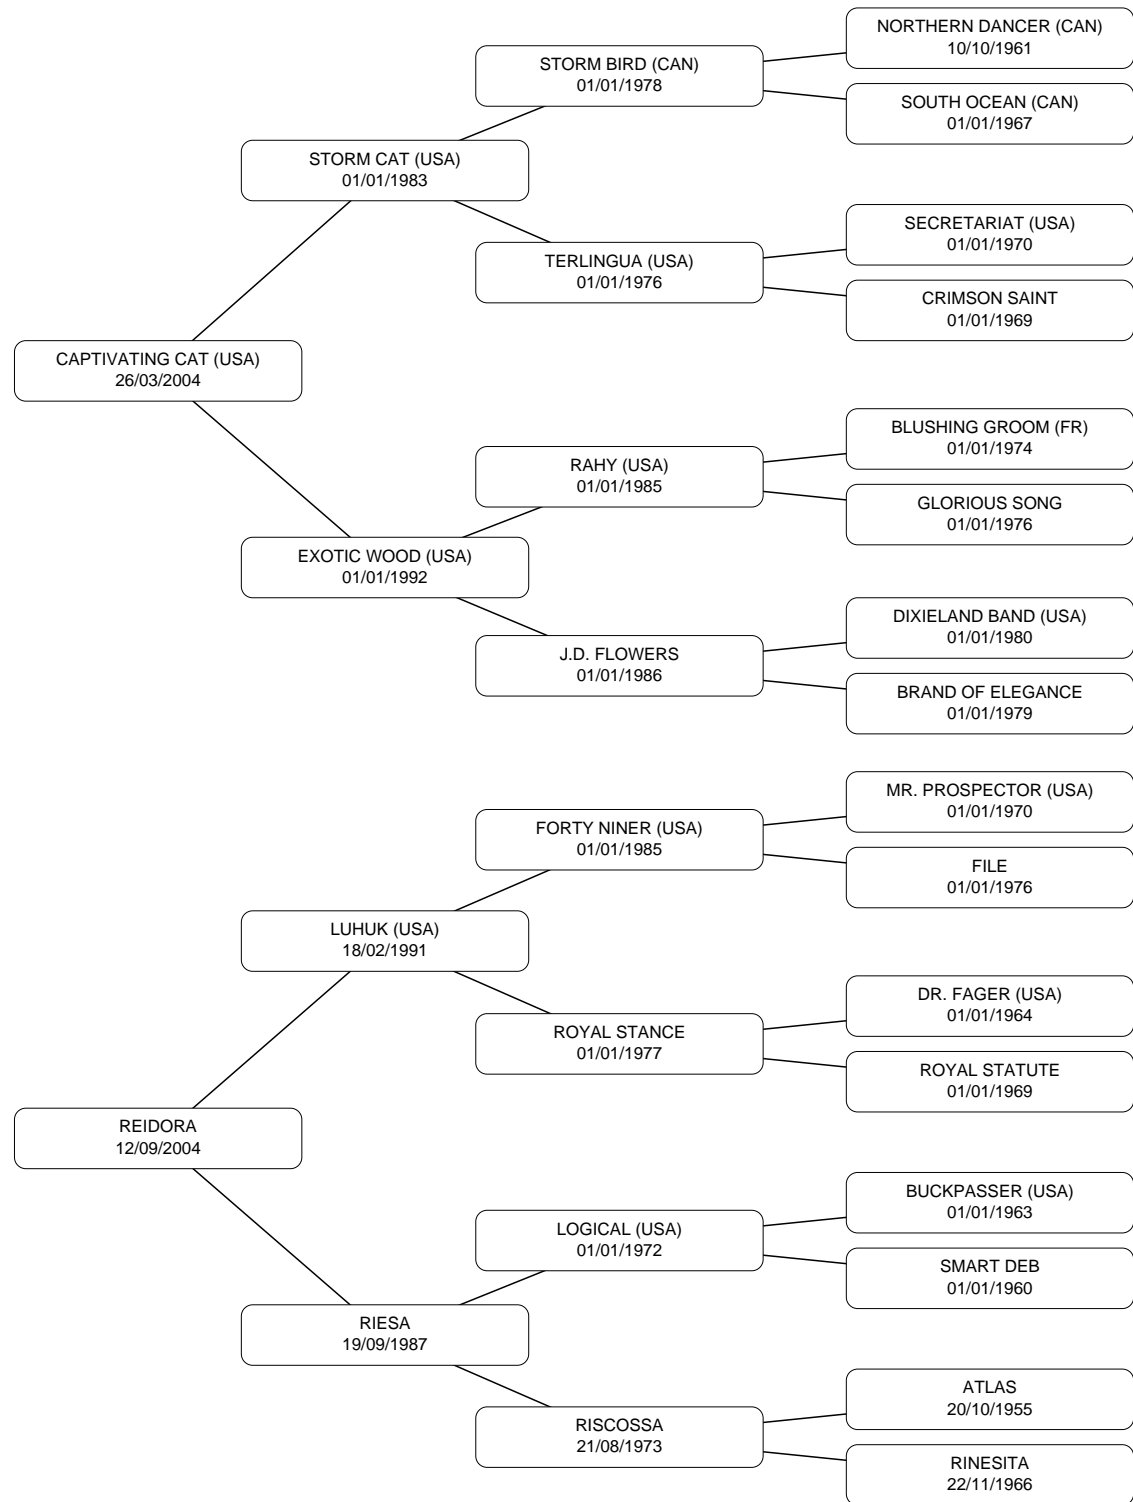 NORTHERN DANCER (CAN)
10/10/1961
STORM BIRD (CAN)
01/01/1978
SOUTH OCEAN (CAN)
01/01/1967
STORM CAT (USA)
01/01/1983
SECRETARIAT (USA)
01/01/1970
TERLINGUA (USA)
01/01/1976
CRIMSON SAINT
01/01/1969
CAPTIVATING CAT (USA)
26/03/2004
BLUSHING GROOM (FR)
01/01/1974
RAHY (USA)
01/01/1985
GLORIOUS SONG
01/01/1976
EXOTIC WOOD (USA)
01/01/1992
DIXIELAND BAND (USA)
01/01/1980
J.D. FLOWERS
01/01/1986
BRAND OF ELEGANCE
01/01/1979
MR. PROSPECTOR (USA)
01/01/1970
FORTY NINER (USA)
01/01/1985
FILE
01/01/1976
LUHUK (USA)
18/02/1991
DR. FAGER (USA)
01/01/1964
ROYAL STANCE
01/01/1977
ROYAL STATUTE
01/01/1969
REIDORA
12/09/2004
BUCKPASSER (USA)
01/01/1963
LOGICAL (USA)
01/01/1972
SMART DEB
01/01/1960
RIESA
19/09/1987
ATLAS
20/10/1955
RISCOSSA
21/08/1973
RINESITA
22/11/1966